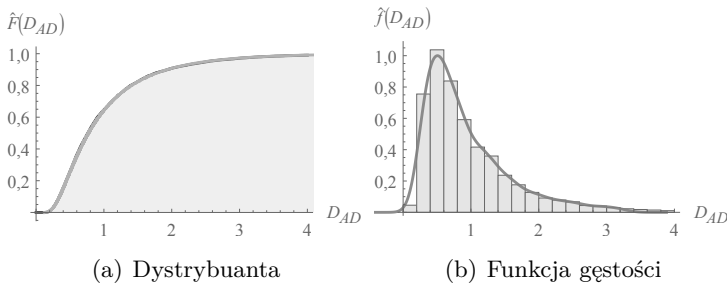 F̂(D_AD)
1,0
0,8
0,6
0,4
0,2
1 2 3 4 D_AD
(a) Dystrybuanta
f̂(D_AD)
1,0
0,8
0,6
0,4
0,2
1 2 3 4 D_AD
(b) Funkcja gęstości